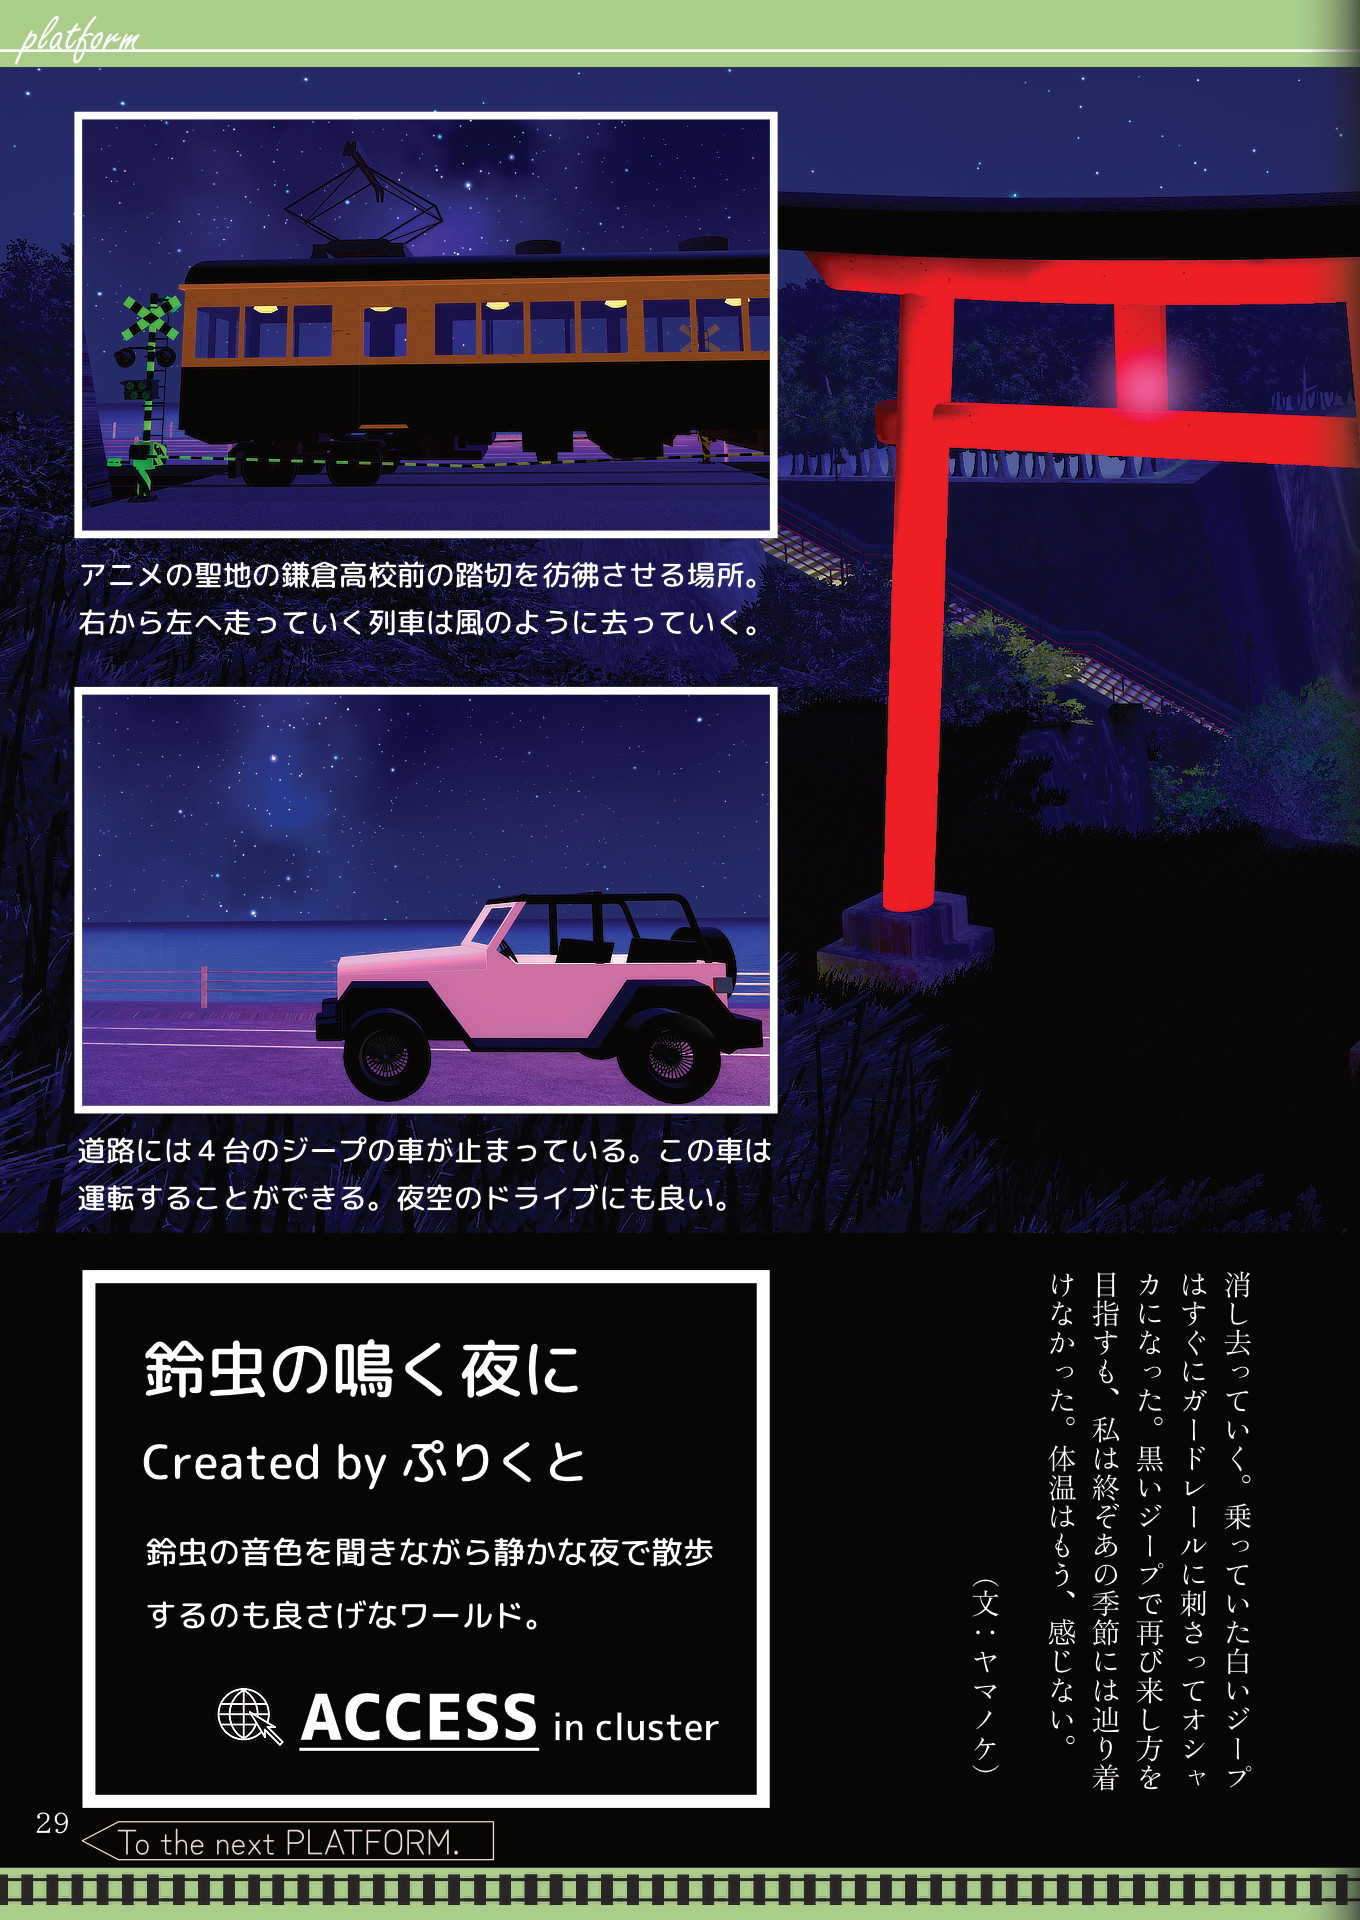 platform
アニメの聖地の鎌倉高校前の踏切を彷彿させる場所。
右から左へ走っていく列車は風のように去っていく。
道路には４台のジープの車が止まっている。この車は
運転することができる。夜空のドライブにも良い。
消し去っていく。乗っていた白いジープ
はすぐにガードレールに刺さってオシャ
カになった。黒いジープで再び来し方を
目指すも、私は終ぞあの季節には辿り着
けなかった。体温はもう、感じない。
（文：ヤマノケ）
鈴虫の鳴く夜に
Created by ぷりくと
鈴虫の音色を聞きながら静かな夜で散歩
するのも良さげなワールド。
ACCESS in cluster
29
To the next PLATFORM.